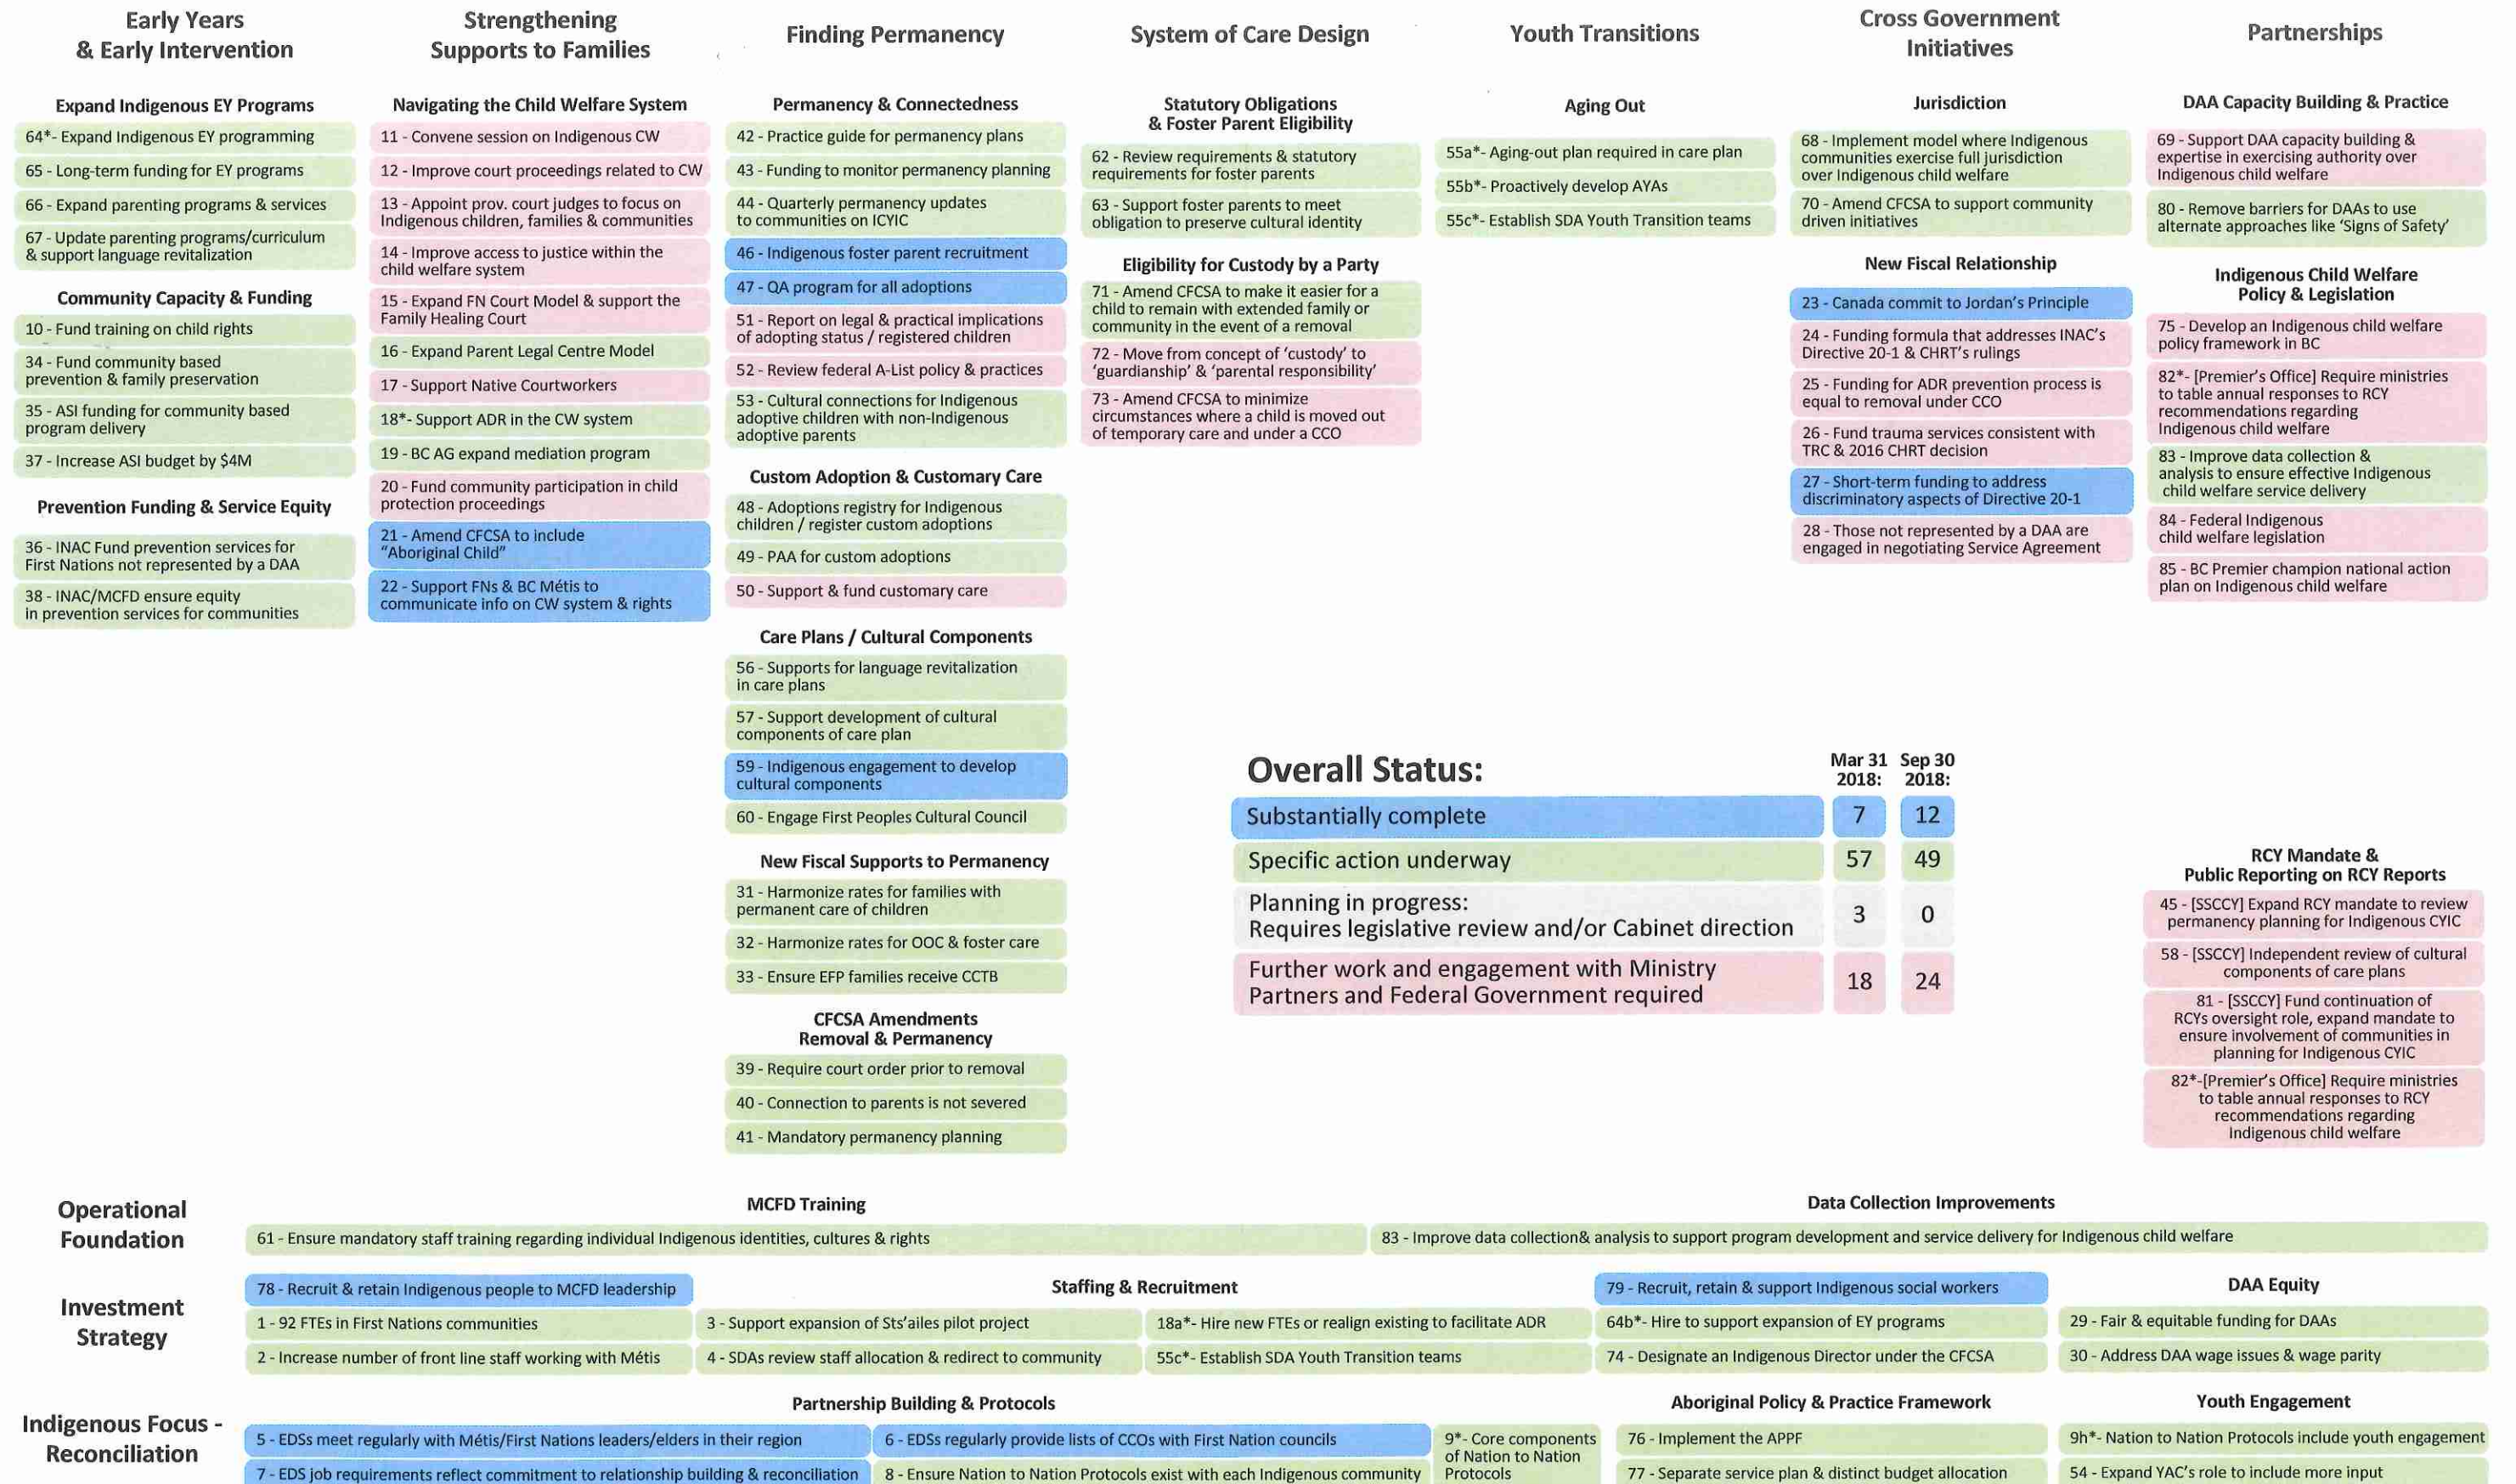 Early Years
& Early Intervention
Expand Indigenous EY Programs
64*- Expand Indigenous EY programming
65 - Long-term funding for EY programs
66 - Expand parenting programs & services
67 - Update parenting programs/curriculum
& support language revitalization
Community Capacity & Funding
10 - Fund training on child rights
34 - Fund community based
prevention & family preservation
35 - ASI funding for community based
program delivery
37 - Increase ASI budget by $4M
Prevention Funding & Service Equity
36 - INAC Fund prevention services for
First Nations not represented by a DAA
38 - INAC/MCFD ensure equity
in prevention services for communities
Strengthening
Supports to Families
Navigating the Child Welfare System
11 - Convene session on Indigenous CW
12 - Improve court proceedings related to CW
13 - Appoint prov. court judges to focus on
Indigenous children, families & communities
14 - Improve access to justice within the
child welfare system
15 - Expand FN Court Model & support the
Family Healing Court
16 - Expand Parent Legal Centre Model
17 - Support Native Courtworkers
18*- Support ADR in the CW system
19 - BC AG expand mediation program
20 - Fund community participation in child
protection proceedings
21 - Amend CFCSA to include
“Aboriginal Child”
22 - Support FNs & BC Métis to
communicate info on CW system & rights
Finding Permanency
Permanency & Connectedness
42 - Practice guide for permanency plans
43 - Funding to monitor permanency planning
44 - Quarterly permanency updates
to communities on ICYIC
46 - Indigenous foster parent recruitment
47 - QA program for all adoptions
51 - Report on legal & practical implications
of adopting status / registered children
52 - Review federal A-List policy & practices
53 - Cultural connections for Indigenous
adoptive children with non-Indigenous
adoptive parents
Custom Adoption & Customary Care
48 - Adoptions registry for Indigenous
children / register custom adoptions
49 - PAA for custom adoptions
50 - Support & fund customary care
Care Plans / Cultural Components
56 - Supports for language revitalization
in care plans
57 - Support development of cultural
components of care plan
59 - Indigenous engagement to develop
cultural components
60 - Engage First Peoples Cultural Council
New Fiscal Supports to Permanency
31 - Harmonize rates for families with
permanent care of children
32 - Harmonize rates for OOC & foster care
33 - Ensure EFP families receive CCTB
CFCSA Amendments
Removal & Permanency
39 - Require court order prior to removal
40 - Connection to parents is not severed
41 - Mandatory permanency planning
System of Care Design
Statutory Obligations
& Foster Parent Eligibility
62 - Review requirements & statutory
requirements for foster parents
63 - Support foster parents to meet
obligation to preserve cultural identity
Eligibility for Custody by a Party
71 - Amend CFCSA to make it easier for a
child to remain with extended family or
community in the event of a removal
72 - Move from concept of ‘custody’ to
‘guardianship’ & ‘parental responsibility’
73 - Amend CFCSA to minimize
circumstances where a child is moved out
of temporary care and under a CCO
Youth Transitions
Aging Out
55a*- Aging-out plan required in care plan
55b*- Proactively develop AYAs
55c*- Establish SDA Youth Transition teams
Cross Government
Initiatives
Jurisdiction
68 - Implement model where Indigenous
communities exercise full jurisdiction
over Indigenous child welfare
70 - Amend CFCSA to support community
driven initiatives
New Fiscal Relationship
23 - Canada commit to Jordan’s Principle
24 - Funding formula that addresses INAC’s
Directive 20-1 & CHRT’s rulings
25 - Funding for ADR prevention process is
equal to removal under CCO
26 - Fund trauma services consistent with
TRC & 2016 CHRT decision
27 - Short-term funding to address
discriminatory aspects of Directive 20-1
28 - Those not represented by a DAA are
engaged in negotiating Service Agreement
Partnerships
DAA Capacity Building & Practice
69 - Support DAA capacity building &
expertise in exercising authority over
Indigenous child welfare
80 - Remove barriers for DAAs to use
alternate approaches like ‘Signs of Safety’
Indigenous Child Welfare
Policy & Legislation
75 - Develop an Indigenous child welfare
policy framework in BC
82*- [Premier’s Office] Require ministries
to table annual responses to RCY
recommendations regarding
Indigenous child welfare
83 - Improve data collection &
analysis to ensure effective Indigenous
child welfare service delivery
84 - Federal Indigenous
child welfare legislation
85 - BC Premier champion national action
plan on Indigenous child welfare
Overall Status:
Mar 31 2018:
Sep 30 2018:
Substantially complete 7 12
Specific action underway 57 49
Planning in progress:
Requires legislative review and/or Cabinet direction 3 0
Further work and engagement with Ministry
Partners and Federal Government required 18 24
RCY Mandate &
Public Reporting on RCY Reports
45 - [SSCCY] Expand RCY mandate to review
permanency planning for Indigenous CYIC
58 - [SSCCY] Independent review of cultural
components of care plans
81 - [SSCCY] Fund continuation of
RCYs oversight role, expand mandate to
ensure involvement of communities in
planning for Indigenous CYIC
82*-[Premier’s Office] Require ministries
to table annual responses to RCY
recommendations regarding
Indigenous child welfare
Operational
Foundation
MCFD Training
61 - Ensure mandatory staff training regarding individual Indigenous identities, cultures & rights
Data Collection Improvements
83 - Improve data collection& analysis to support program development and service delivery for Indigenous child welfare
Investment
Strategy
78 - Recruit & retain Indigenous people to MCFD leadership
Staffing & Recruitment
79 - Recruit, retain & support Indigenous social workers
DAA Equity
1 - 92 FTEs in First Nations communities
3 - Support expansion of Sts’ailes pilot project
18a*- Hire new FTEs or realign existing to facilitate ADR
64b*- Hire to support expansion of EY programs
29 - Fair & equitable funding for DAAs
2 - Increase number of front line staff working with Métis
4 - SDAs review staff allocation & redirect to community
55c*- Establish SDA Youth Transition teams
74 - Designate an Indigenous Director under the CFCSA
30 - Address DAA wage issues & wage parity
Indigenous Focus -
Reconciliation
Partnership Building & Protocols
5 - EDSs meet regularly with Métis/First Nations leaders/elders in their region
6 - EDSs regularly provide lists of CCOs with First Nation councils
7 - EDS job requirements reflect commitment to relationship building & reconciliation
8 - Ensure Nation to Nation Protocols exist with each Indigenous community
9*- Core components
of Nation to Nation
Protocols
Aboriginal Policy & Practice Framework
76 - Implement the APPF
77 - Separate service plan & distinct budget allocation
Youth Engagement
9h*- Nation to Nation Protocols include youth engagement
54 - Expand YAC’s role to include more input